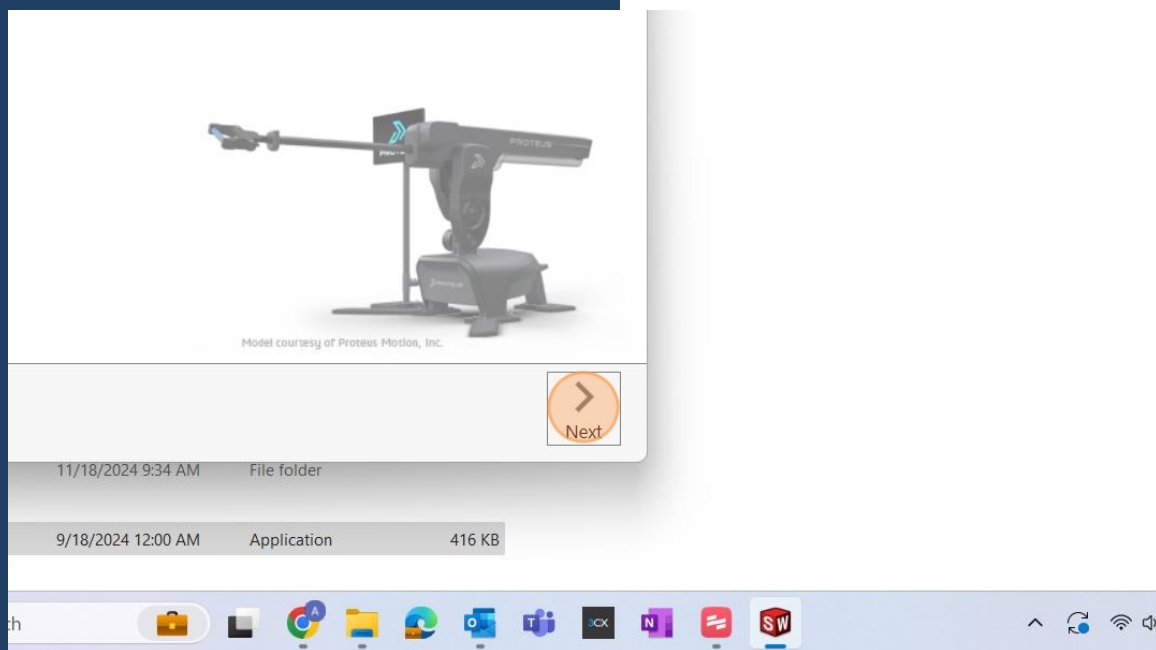 PROTEUS
Model courtesy of Proteus Motion, Inc.
Next
11/18/2024 9:34 AM File folder
9/18/2024 12:00 AM Application 416 KB
ch
A
3CX
N
SW